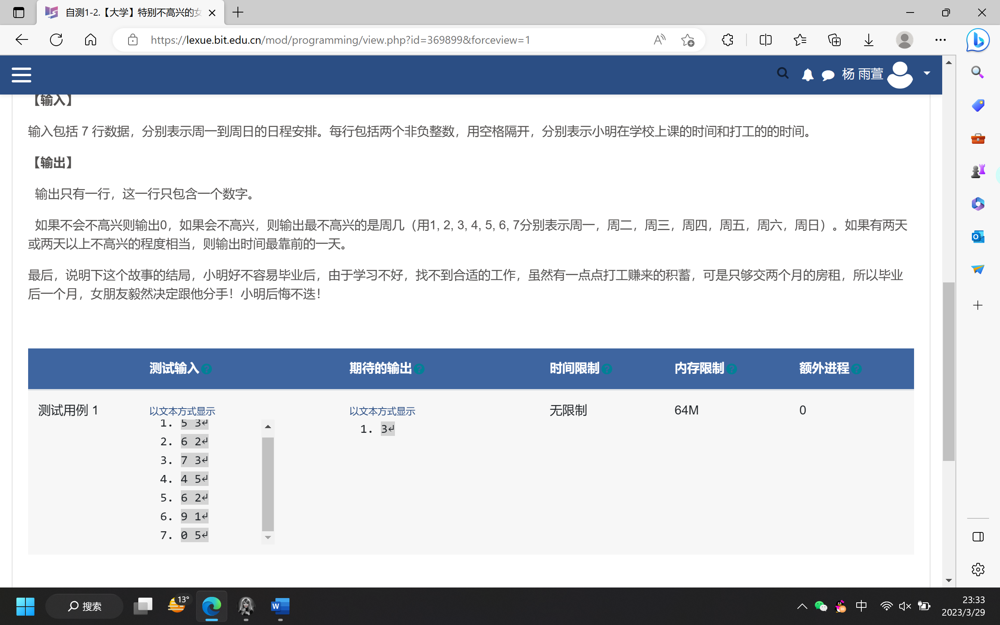 自测1-2.【大学】特别不高兴的女
https://lexue.bit.edu.cn/mod/programming/view.php?id=369899&forceview=1
杨 雨萱
【输入】
输入包括 7 行数据，分别表示周一到周日的日程安排。每行包括两个非负整数，用空格隔开，分别表示小明在学校上课的时间和打工的的时间。
【输出】
输出只有一行，这一行只包含一个数字。
如果不会不高兴则输出0，如果会不高兴，则输出最不高兴的是周几（用1, 2, 3, 4, 5, 6, 7分别表示周一，周二，周三，周四，周五，周六，周日）。如果有两天
或两天以上不高兴的程度相当，则输出时间最靠前的一天。
最后，说明下这个故事的结局，小明好不容易毕业后，由于学习不好，找不到合适的工作，虽然有一点点打工赚来的积蓄，可是只够交两个月的房租，所以毕业
后一个月，女朋友毅然决定跟他分手！小明后悔不迭！
测试输入 期待的输出 时间限制 内存限制 额外进程
测试用例 1 以文本方式显示 以文本方式显示 无限制 64M 0
1. 5 3↵ 1. 3↵
2. 6 2↵
3. 7 3↵
4. 4 5↵
5. 6 2↵
6. 9 1↵
7. 0 5↵
搜索 13° 中 23:33
2023/3/29